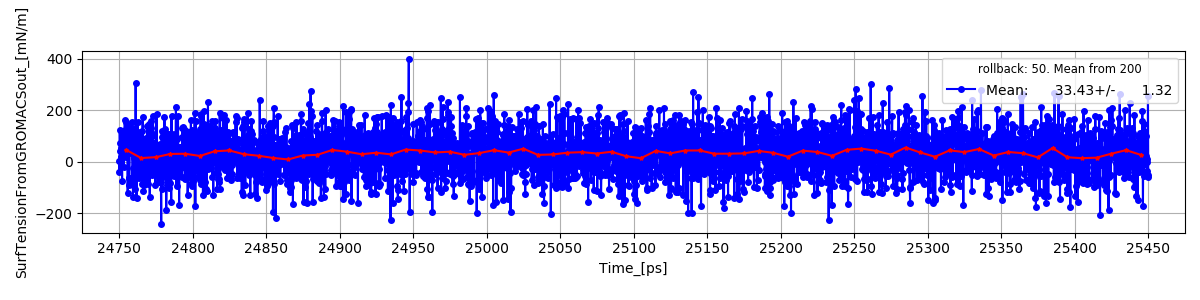 SurfTensionFromGROMACSout_[mN/m]
400
200
0
−200
rollback: 50. Mean from 200
Mean: 33.43+/- 1.32
24750 24800 24850 24900 24950 25000 25050 25100 25150 25200 25250 25300 25350 25400 25450
Time_[ps]